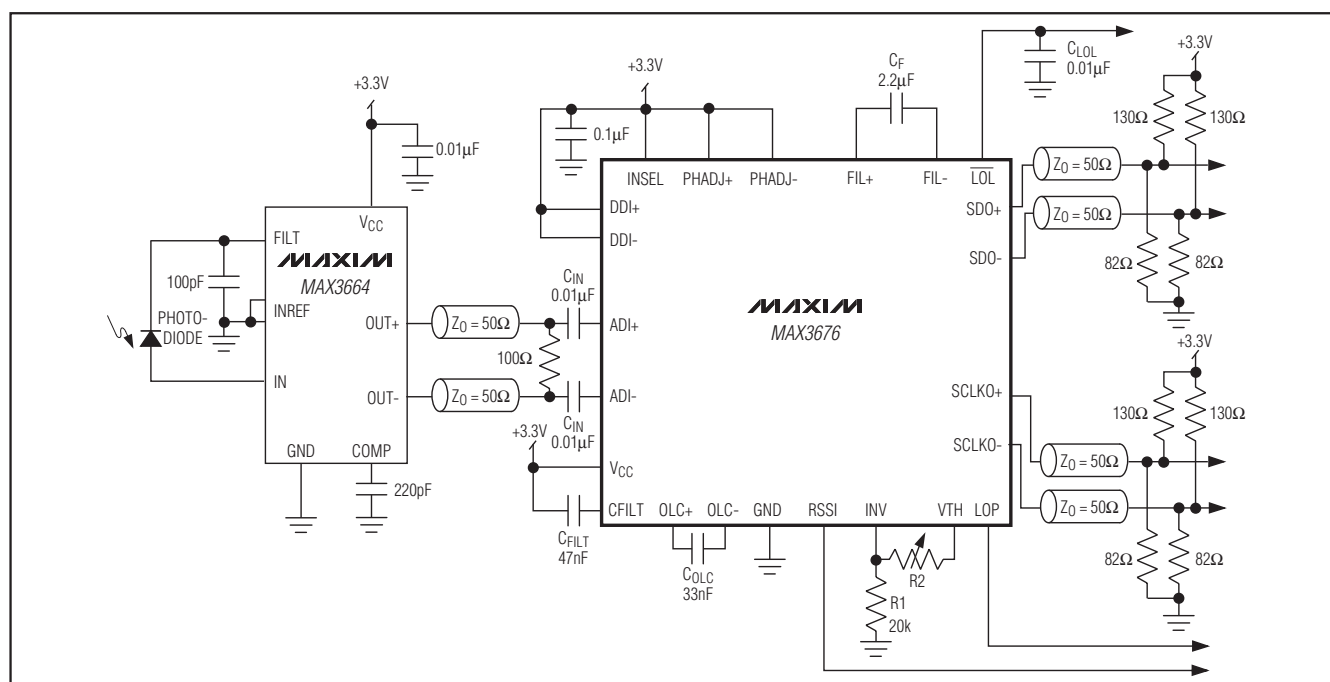 +3.3V
0.01µF
VCC
FILT
MAXIM
MAX3664
100pF
INREF
PHOTO-
DIODE
IN
OUT+
OUT-
GND
COMP
220pF
Z0 = 50Ω
Z0 = 50Ω
100Ω
CIN
0.01µF
CIN
0.01µF
+3.3V
0.1µF
+3.3V
CFILT
47nF
COLC
33nF
CF
2.2µF
INSEL
PHADJ+
PHADJ-
FIL+
FIL-
LOL
DDI+
DDI-
ADI+
ADI-
VCC
CFILT
OLC+
OLC-
GND
RSSI
INV
VTH
LOP
MAXIM
MAX3676
SDO+
SDO-
SCLKO+
SCLKO-
R2
R1
20k
CLOL
0.01µF
+3.3V
130Ω
130Ω
Z0 = 50Ω
Z0 = 50Ω
82Ω
82Ω
+3.3V
130Ω
130Ω
Z0 = 50Ω
Z0 = 50Ω
82Ω
82Ω